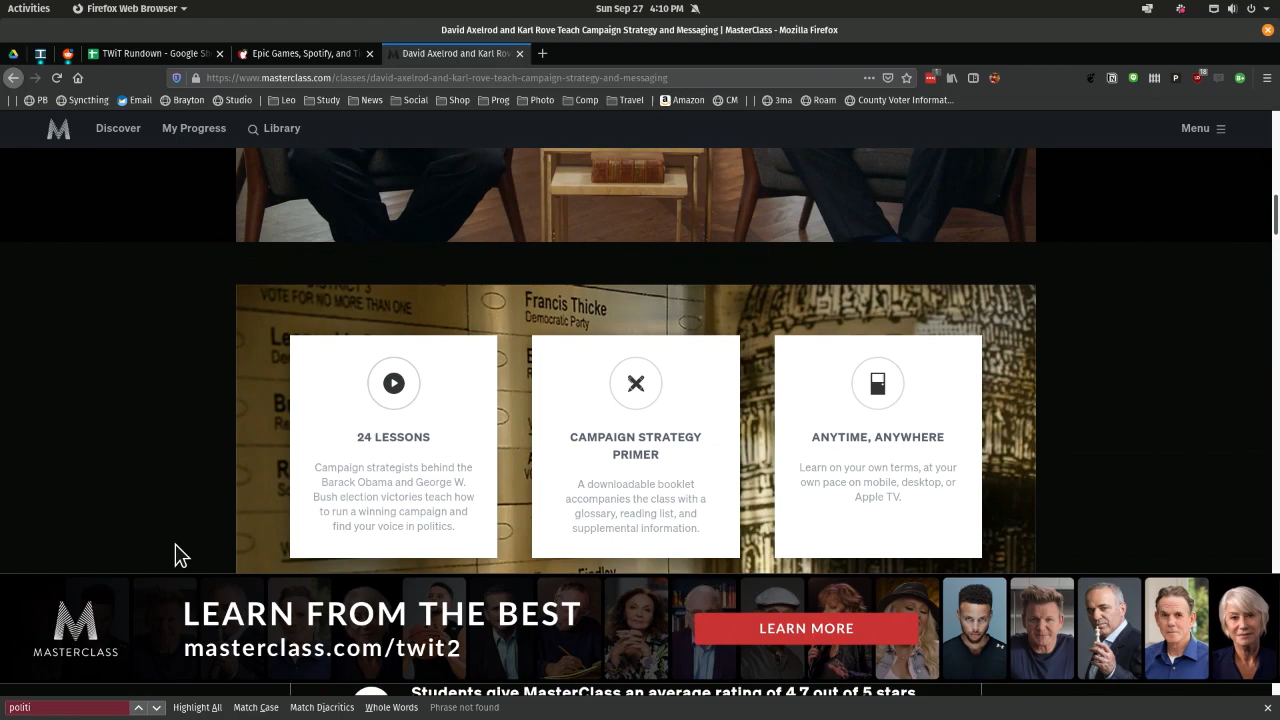 Activities
Firefox Web Browser
Sun Sep 27 4:10 PM
David Axelrod and Karl Rove Teach Campaign Strategy and Messaging | MasterClass - Mozilla Firefox
TWiT Rundown - Google Sh
Epic Games, Spotify, and Ti
David Axelrod and Karl Rov
https://www.masterclass.com/classes/david-axelrod-and-karl-rove-teach-campaign-strategy-and-messaging
PB Syncthing Email Brayton Studio Leo Study News Social Shop Prog Photo Comp Travel Amazon CM 3ma Roam County Voter Informat...
Discover My Progress Library
Menu
VOTE FOR NO MORE THAN ONE
Francis Thicke
Democratic Party
24 LESSONS
Campaign strategists behind the
Barack Obama and George W.
Bush election victories teach how
to run a winning campaign and
find your voice in politics.
CAMPAIGN STRATEGY
PRIMER
A downloadable booklet
accompanies the class with a
glossary, reading list, and
supplemental information.
ANYTIME, ANYWHERE
Learn on your own terms, at your
own pace on mobile, desktop, or
Apple TV.
MASTERCLASS
LEARN FROM THE BEST
masterclass.com/twit2
LEARN MORE
Students give MasterClass an average rating of 4.7 out of 5 stars
politi
Highlight All Match Case Match Diacritics Whole Words Phrase not found